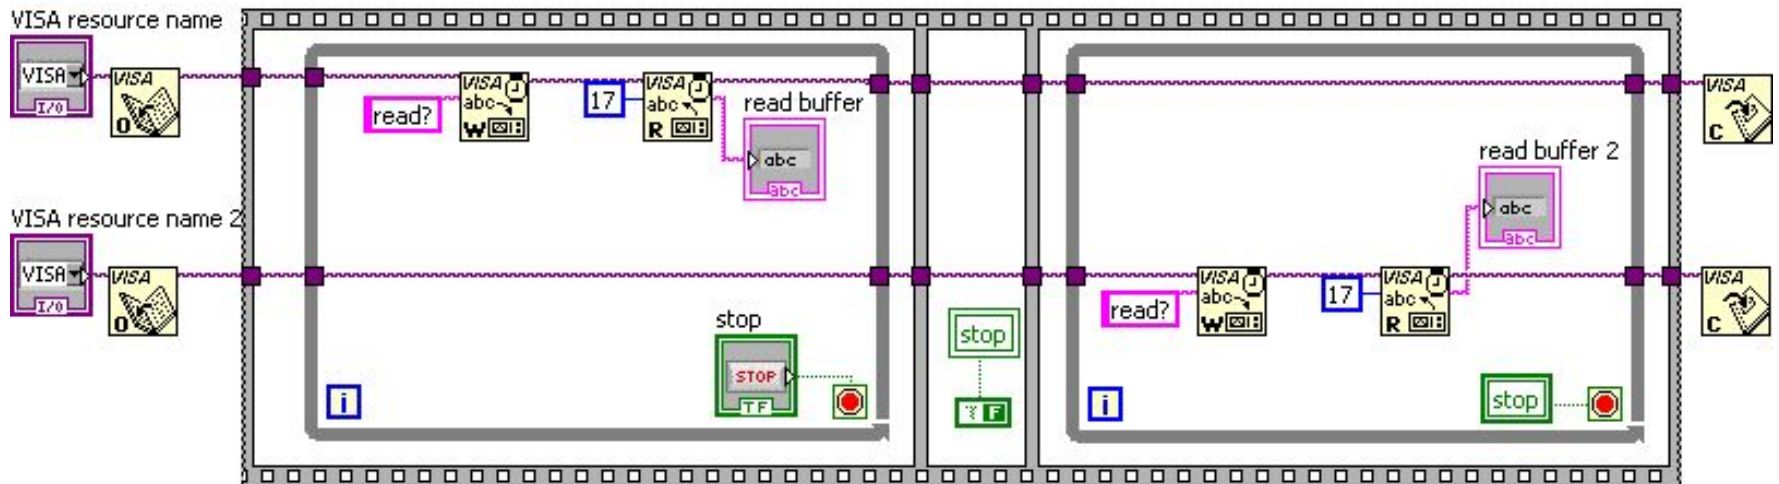 VISA resource name
VISA
I/O
VISA
O
read?
VISA
abc
W
17
VISA
abc
R
read buffer
abc
abc
VISA
C
VISA resource name 2
VISA
I/O
VISA
O
stop
STOP
TF
i
stop
F
read buffer 2
abc
abc
read?
VISA
abc
W
17
VISA
abc
R
i
stop
VISA
C